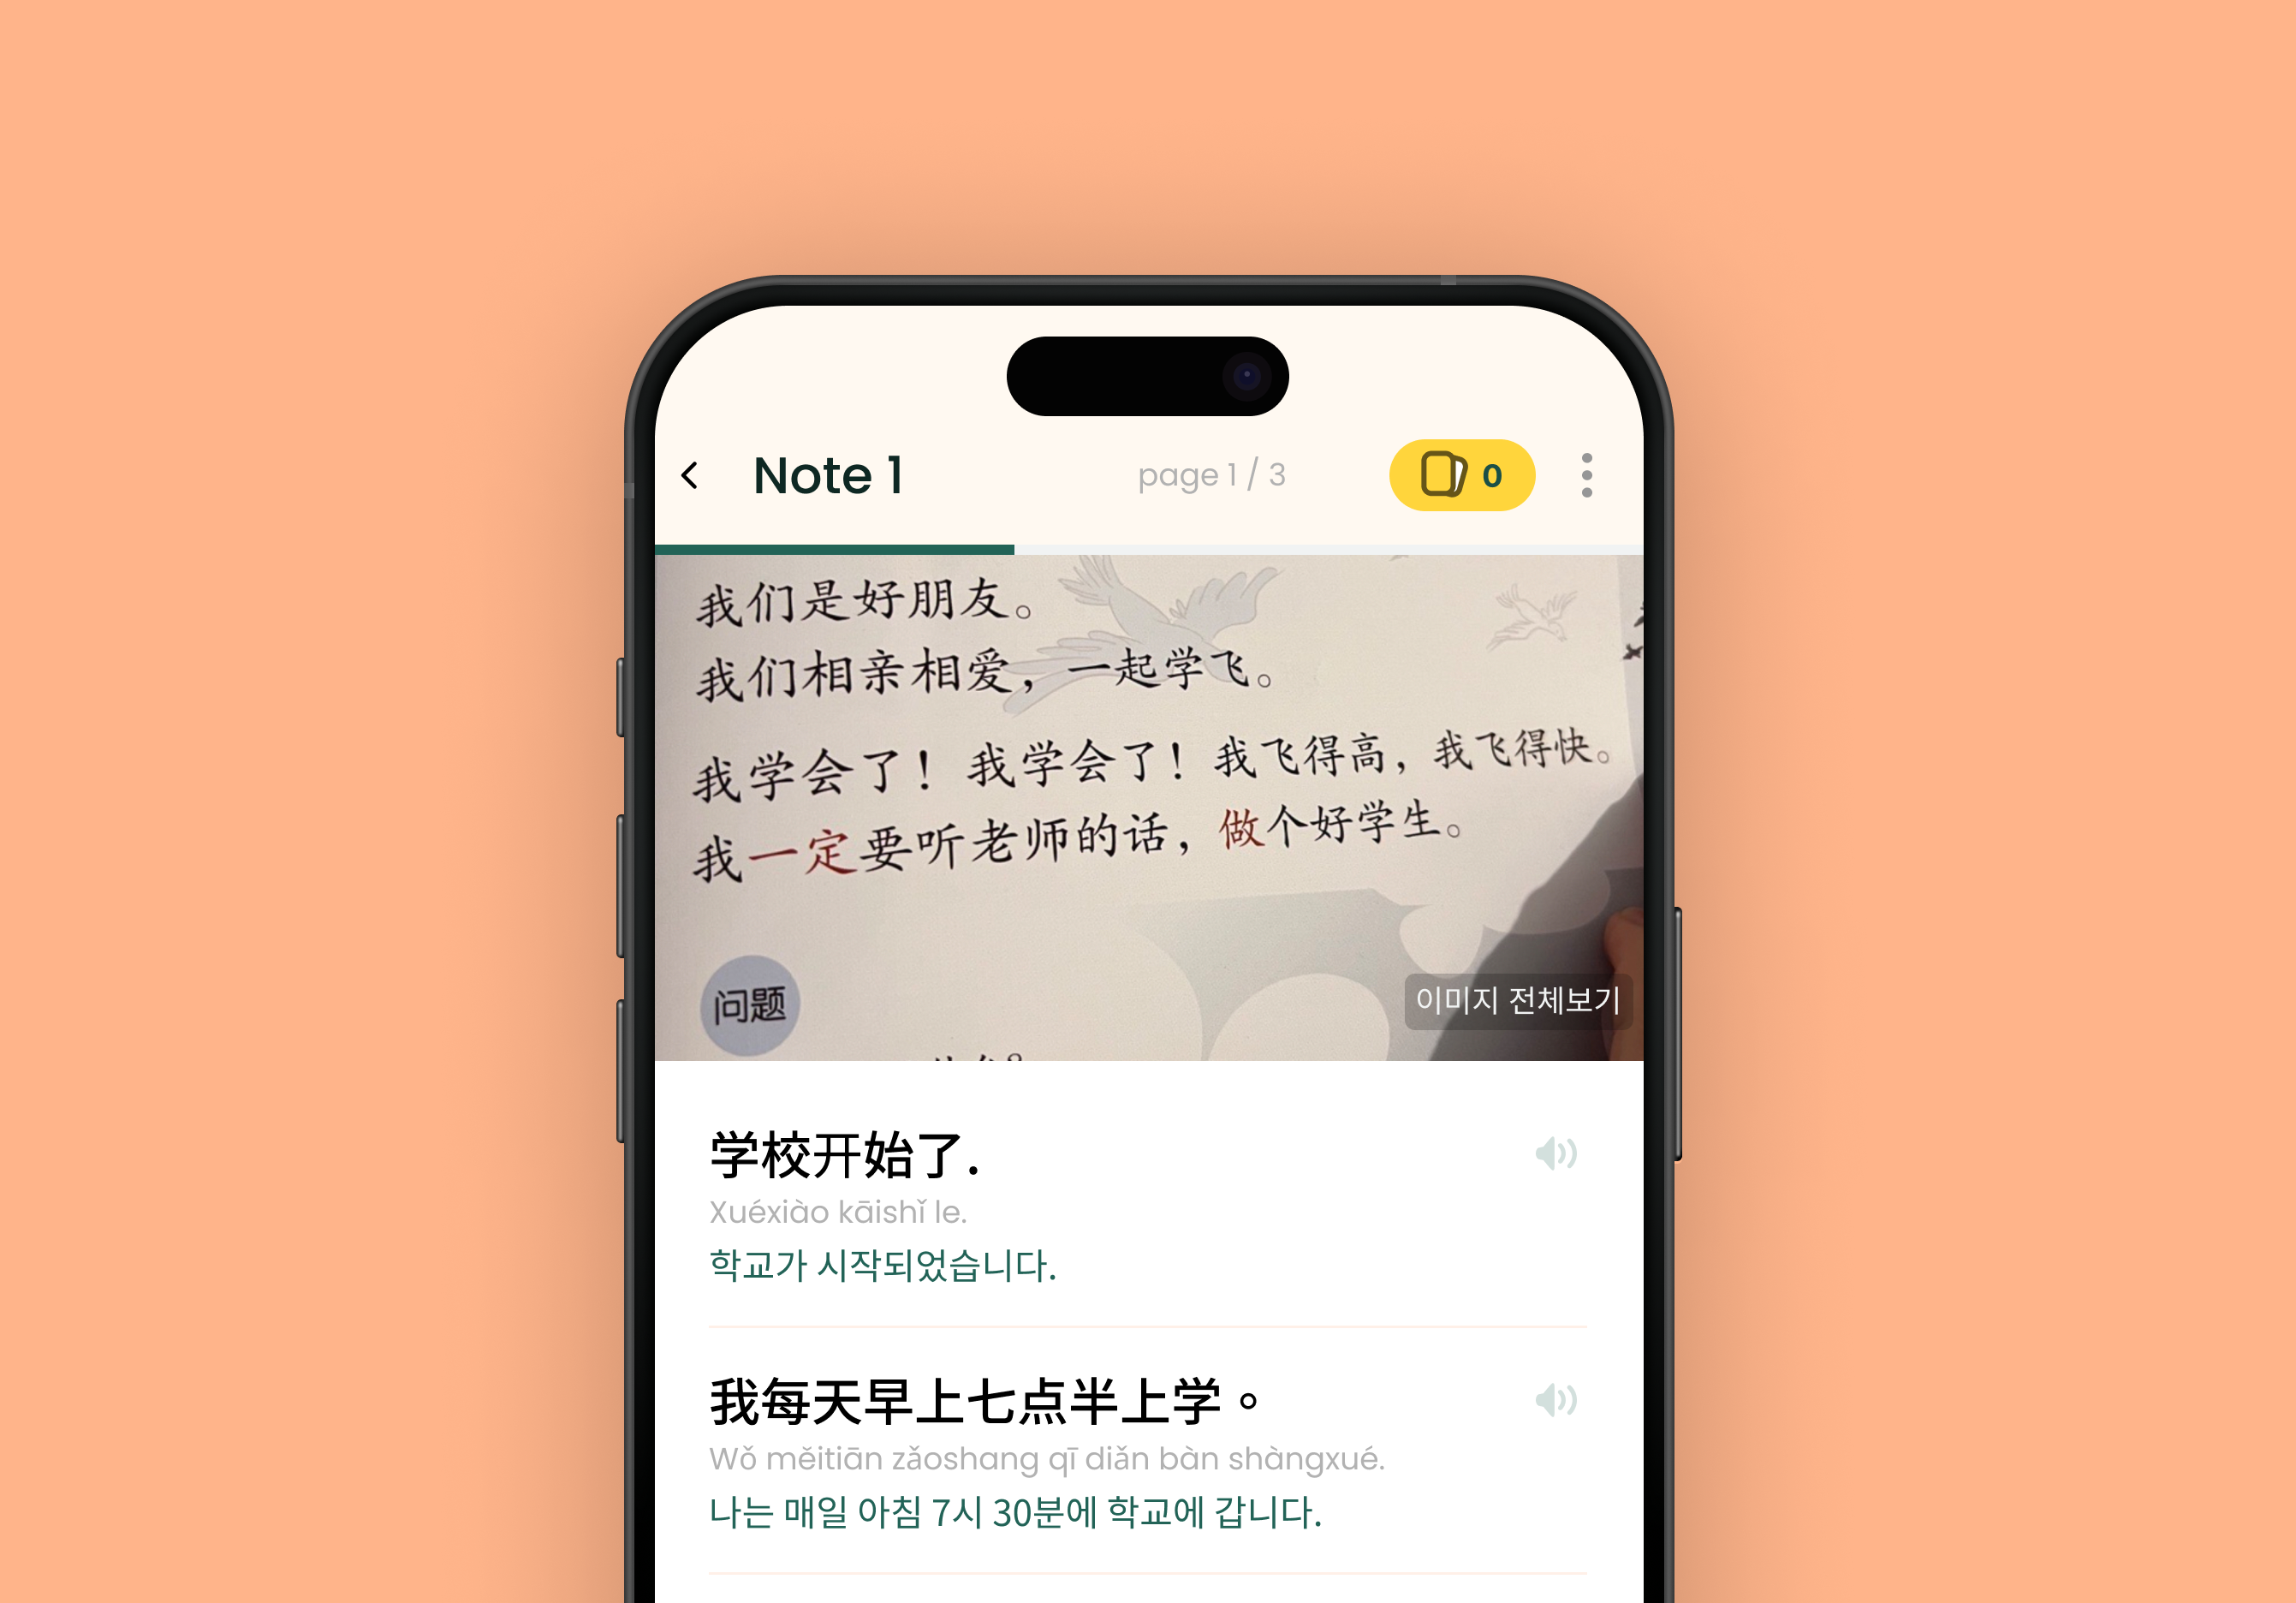 Note 1
page 1 / 3
0
我们是好朋友。
我们相亲相爱，一起学飞。
我学会了！我学会了！我飞得高，我飞得快。
我一定要听老师的话，做个好学生。
问题
이미지 전체보기
学校开始了.
Xuéxiào kāishǐ le.
학교가 시작되었습니다.
我每天早上七点半上学。
Wǒ měitiān zǎoshang qī diǎn bàn shàngxué.
나는 매일 아침 7시 30분에 학교에 갑니다.